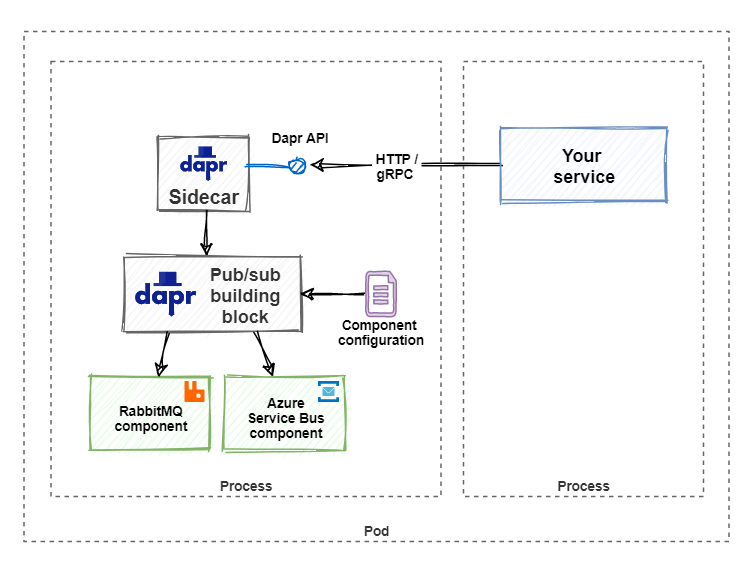 Dapr API
dapr
Sidecar
HTTP /
gRPC
Your
service
dapr
Pub/sub
building
block
Component
configuration
RabbitMQ
component
Azure
Service Bus
component
Process
Process
Pod